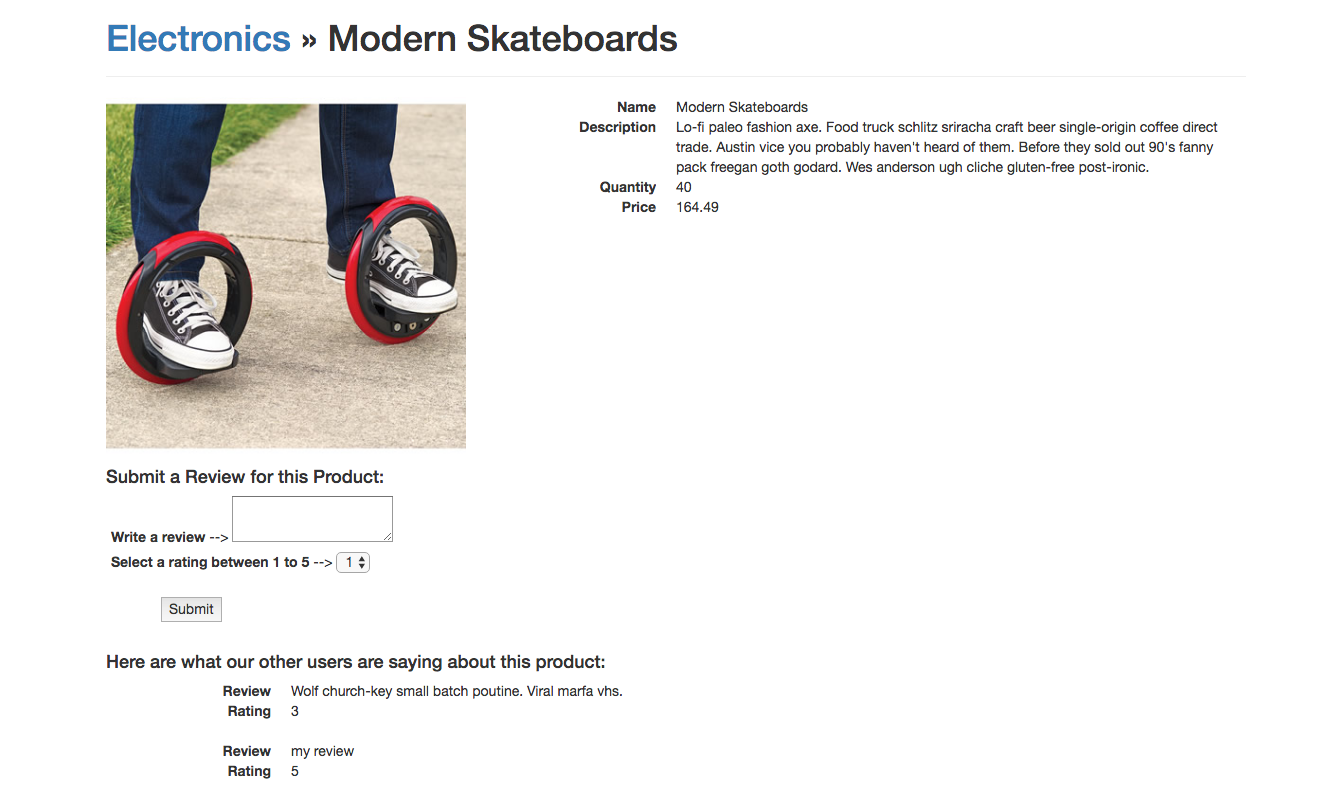 Electronics » Modern Skateboards
Name Modern Skateboards
Description Lo-fi paleo fashion axe. Food truck schlitz sriracha craft beer single-origin coffee direct
trade. Austin vice you probably haven't heard of them. Before they sold out 90's fanny
pack freegan goth godard. Wes anderson ugh cliche gluten-free post-ironic.
Quantity 40
Price 164.49
Submit a Review for this Product:
Write a review -->
Select a rating between 1 to 5 --> 1
Submit
Here are what our other users are saying about this product:
Review Wolf church-key small batch poutine. Viral marfa vhs.
Rating 3
Review my review
Rating 5